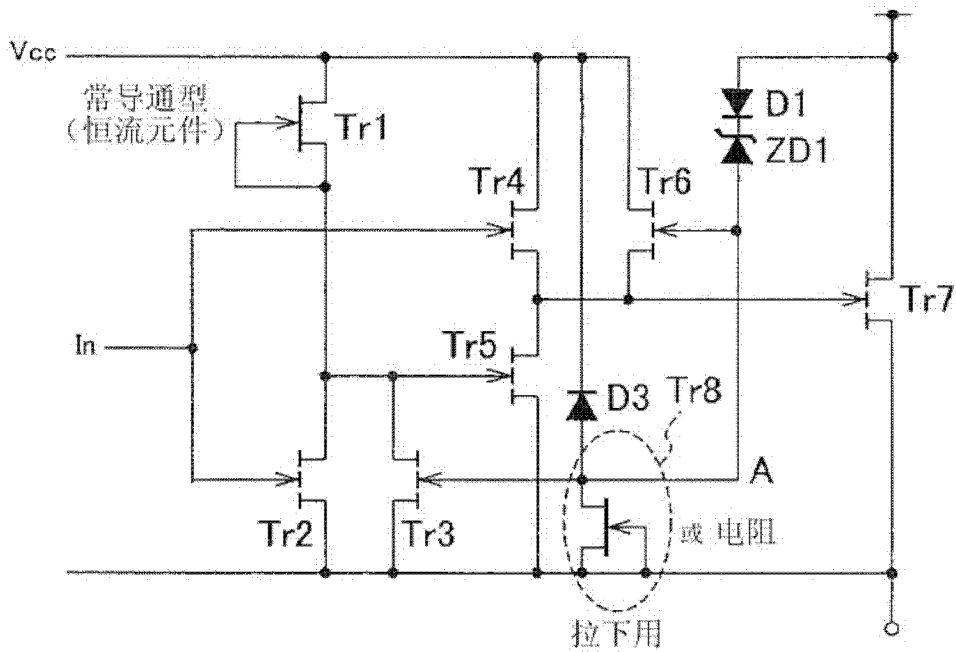 Vcc
常导通型
（恒流元件）
Tr1
D1
ZD1
Tr4
Tr6
Tr7
In
Tr5
D3
Tr8
A
Tr2
Tr3
或 电阻
拉下用